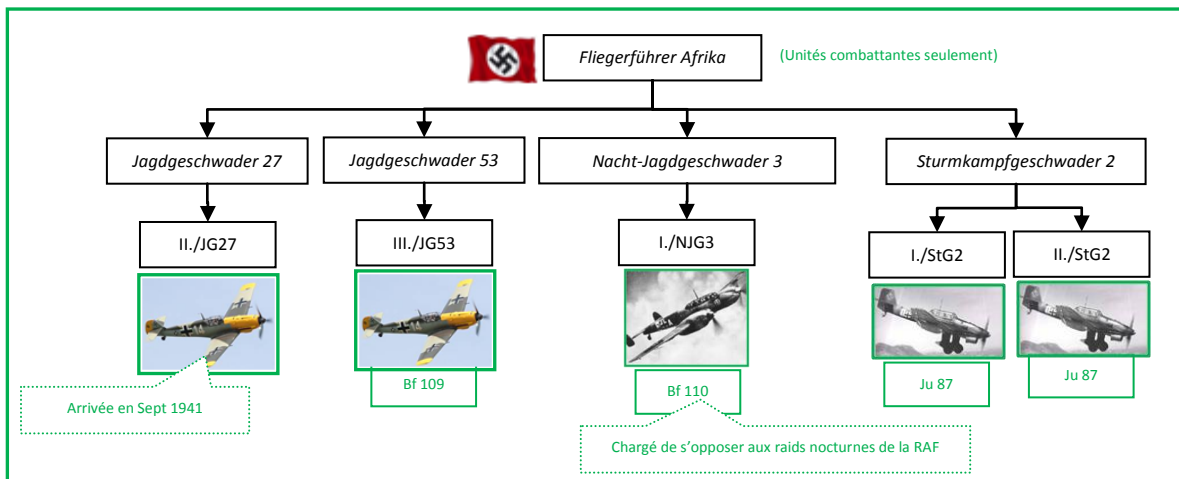 Fliegerführer Afrika
(Unités combattantes seulement)
Jagdgeschwader 27
Jagdgeschwader 53
Nacht-Jagdgeschwader 3
Sturmkampfgeschwader 2
II./JG27
III./JG53
I./NJG3
I./StG2
II./StG2
14
14
Bf 109
Bf 110
Ju 87
Ju 87
Arrivée en Sept 1941
Chargé de s’opposer aux raids nocturnes de la RAF